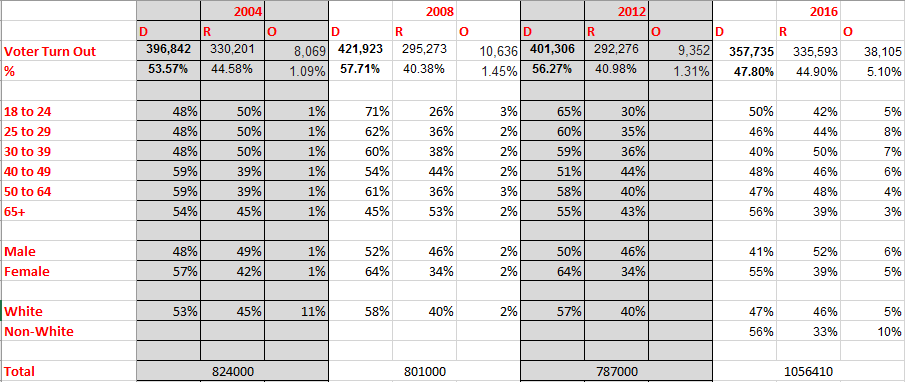 2004 2008 2012 2016
D R O D R O D R O D R O
Voter Turn Out 396,842 330,201 8,069 421,923 295,273 10,636 401,306 292,276 9,352 357,735 335,593 38,105
% 53.57% 44.58% 1.09% 57.71% 40.38% 1.45% 56.27% 40.98% 1.31% 47.80% 44.90% 5.10%
18 to 24 48% 50% 1% 71% 26% 3% 65% 30% 50% 42% 5%
25 to 29 48% 50% 1% 62% 36% 2% 60% 35% 46% 44% 8%
30 to 39 48% 50% 1% 60% 38% 2% 59% 36% 40% 50% 7%
40 to 49 59% 39% 1% 54% 44% 2% 51% 44% 48% 46% 6%
50 to 64 59% 39% 1% 61% 36% 3% 58% 40% 47% 48% 4%
65+ 54% 45% 1% 45% 53% 2% 55% 43% 56% 39% 3%
Male 48% 49% 1% 52% 46% 2% 50% 46% 41% 52% 6%
Female 57% 42% 1% 64% 34% 2% 64% 34% 55% 39% 5%
White 53% 45% 11% 58% 40% 2% 57% 40% 47% 46% 5%
Non-White 56% 33% 10%
Total 824000 801000 787000 1056410